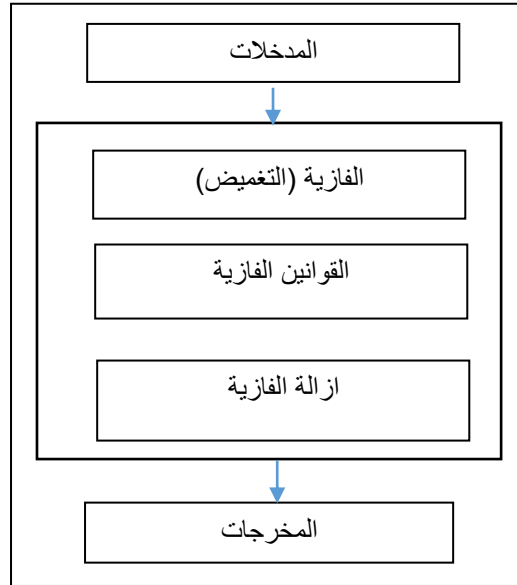 المدخلات
الفازية (التغميض)
القوانين الفازية
ازالة الفازية
المخرجات